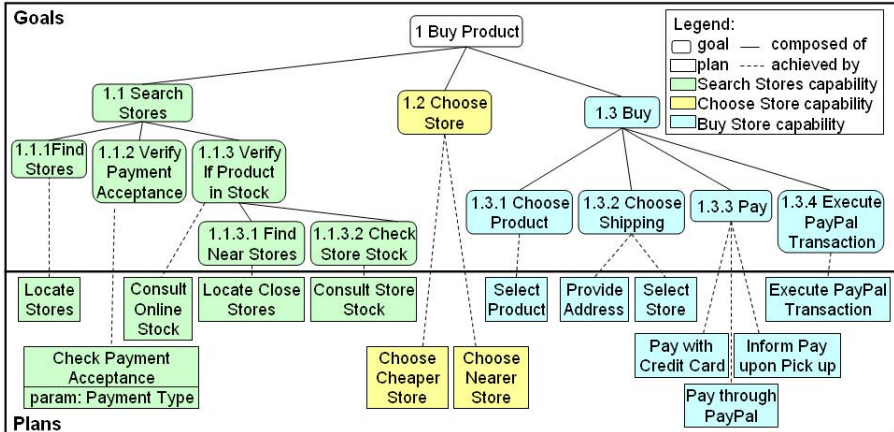 Goals
1 Buy Product
Legend:
goal
composed of
plan
achieved by
Search Stores capability
Choose Store capability
Buy Store capability
1.1 Search
Stores
1.2 Choose
Store
1.3 Buy
1.1.1Find
Stores
1.1.2 Verify
Payment
Acceptance
1.1.3 Verify
If Product
in Stock
1.1.3.1 Find
Near Stores
1.1.3.2 Check
Store Stock
1.3.1 Choose
Product
1.3.2 Choose
Shipping
1.3.3 Pay
1.3.4 Execute
PayPal
Transaction
Locate
Stores
Consult
Online
Stock
Locate Close
Stores
Consult Store
Stock
Select
Product
Provide
Address
Select
Store
Execute PayPal
Transaction
Check Payment
Acceptance
param: Payment Type
Choose
Cheaper
Store
Choose
Nearer
Store
Pay with
Credit Card
Inform Pay
upon Pick up
Pay through
PayPal
Plans